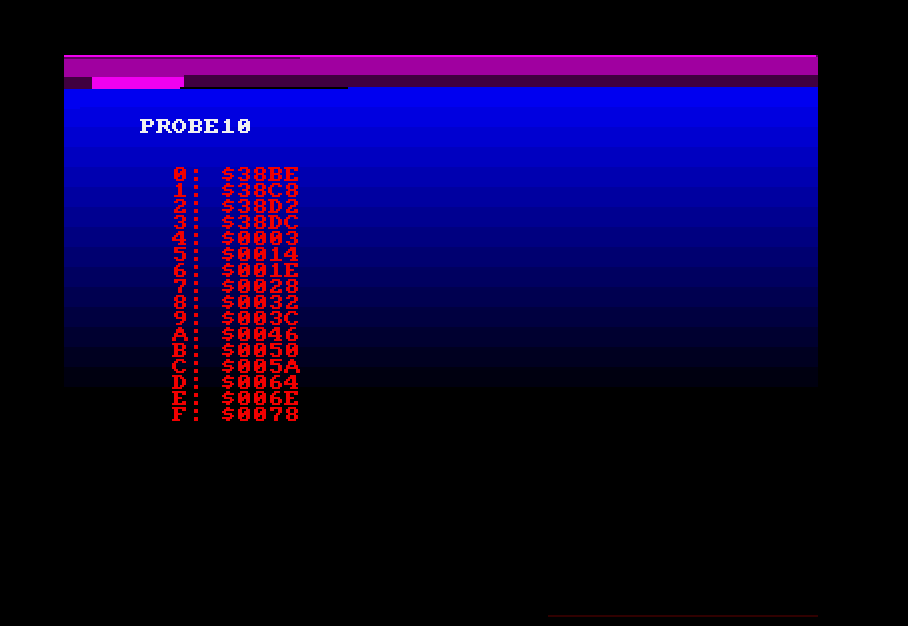 PROBE10
0: $38BE
1: $38C8
2: $38D2
3: $38DC
4: $0003
5: $0014
6: $001E
7: $0028
8: $0032
9: $003C
A: $0046
B: $0050
C: $005A
D: $0064
E: $006E
F: $0078